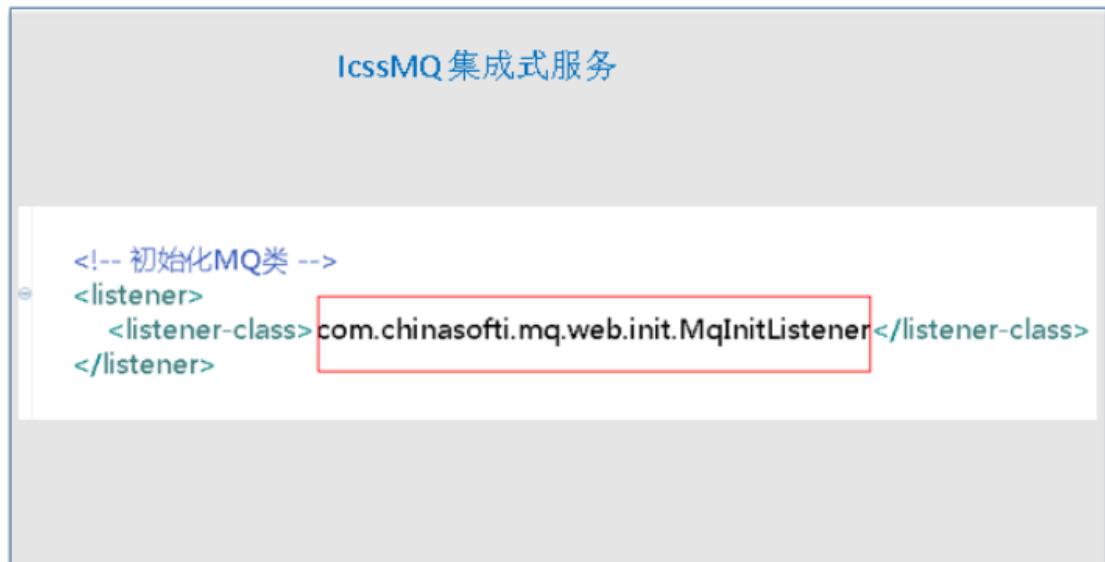 IcssMQ 集成式服务
<!-- 初始化MQ类 -->
<listener>
<listener-class>com.chinasofti.mq.web.init.MqInitListener</listener-class>
</listener>